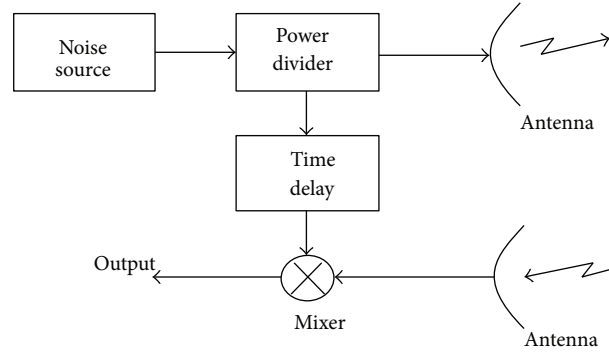 Noise
source
Power
divider
Antenna
Time
delay
Output
Mixer
Antenna